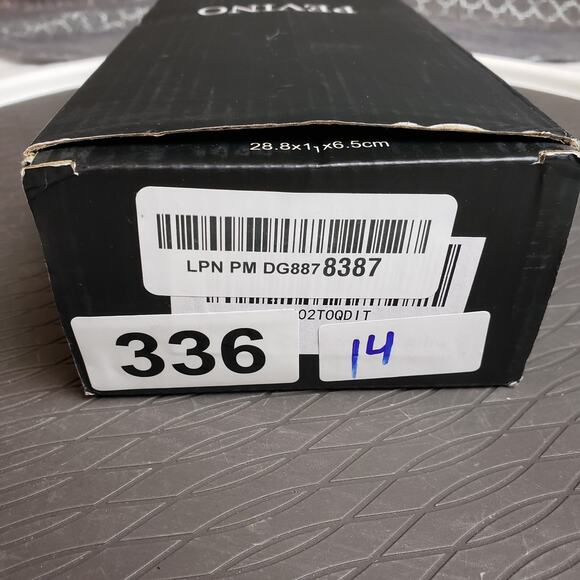 PEVINO
28.8x11x6.5cm
LPN PM DG887 8387
02T0QDIT
336
14